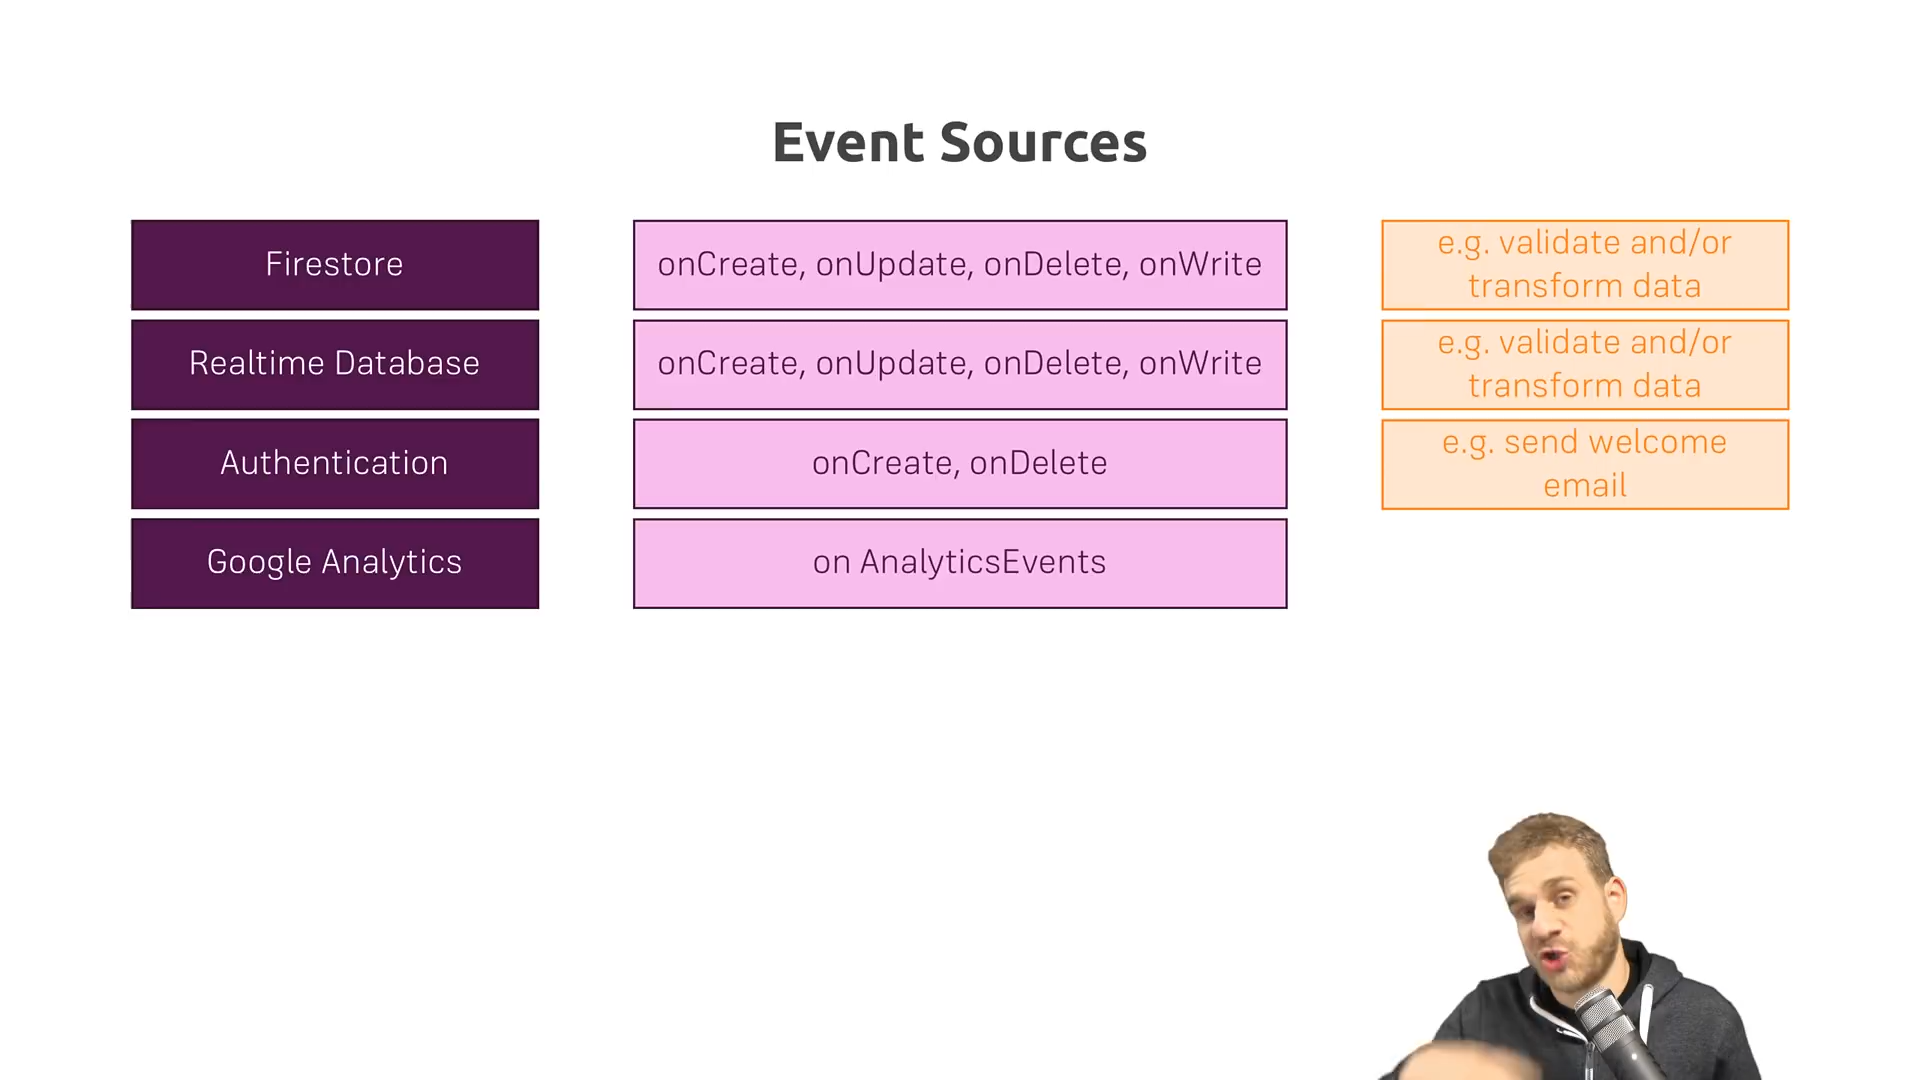 Event Sources
Firestore
onCreate, onUpdate, onDelete, onWrite
e.g. validate and/or
transform data
Realtime Database
onCreate, onUpdate, onDelete, onWrite
e.g. validate and/or
transform data
Authentication
onCreate, onDelete
e.g. send welcome
email
Google Analytics
on AnalyticsEvents